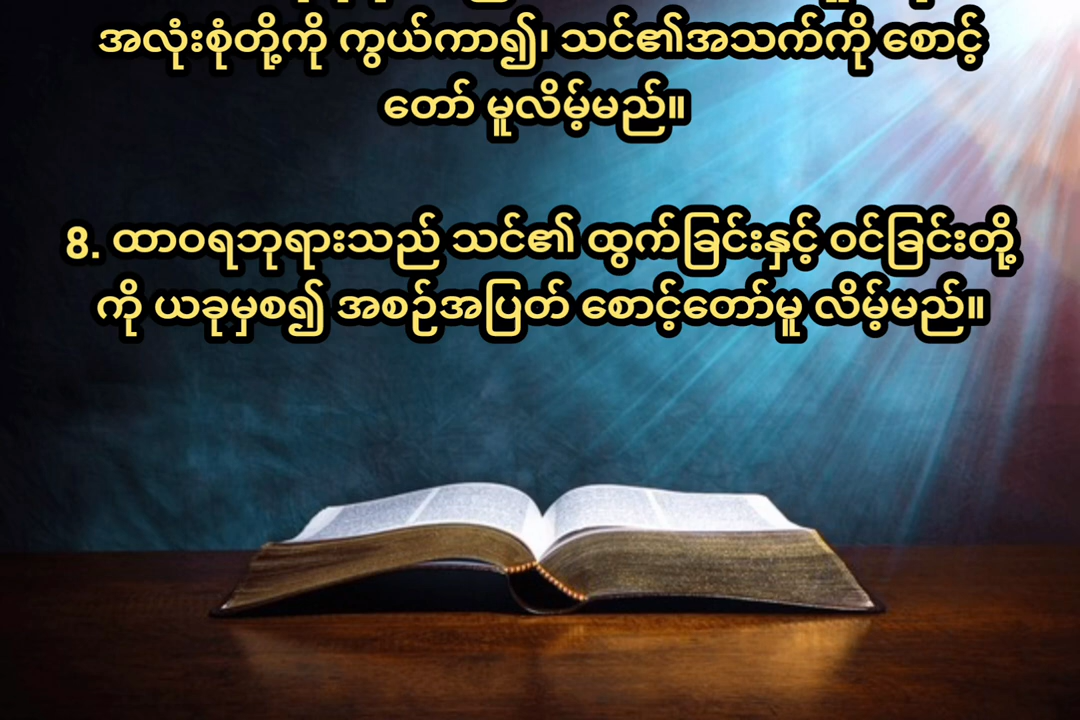 အလုံးစုံတို့ကို ကွယ်ကာ၍၊ သင်၏အသက်ကို စောင့်
တော် မူလိမ့်မည်။
8. ထာဝရဘုရားသည် သင်၏ ထွက်ခြင်းနှင့် ဝင်ခြင်းတို့
ကို ယခုမှစ၍ အစဉ်အပြတ် စောင့်တော်မူ လိမ့်မည်။